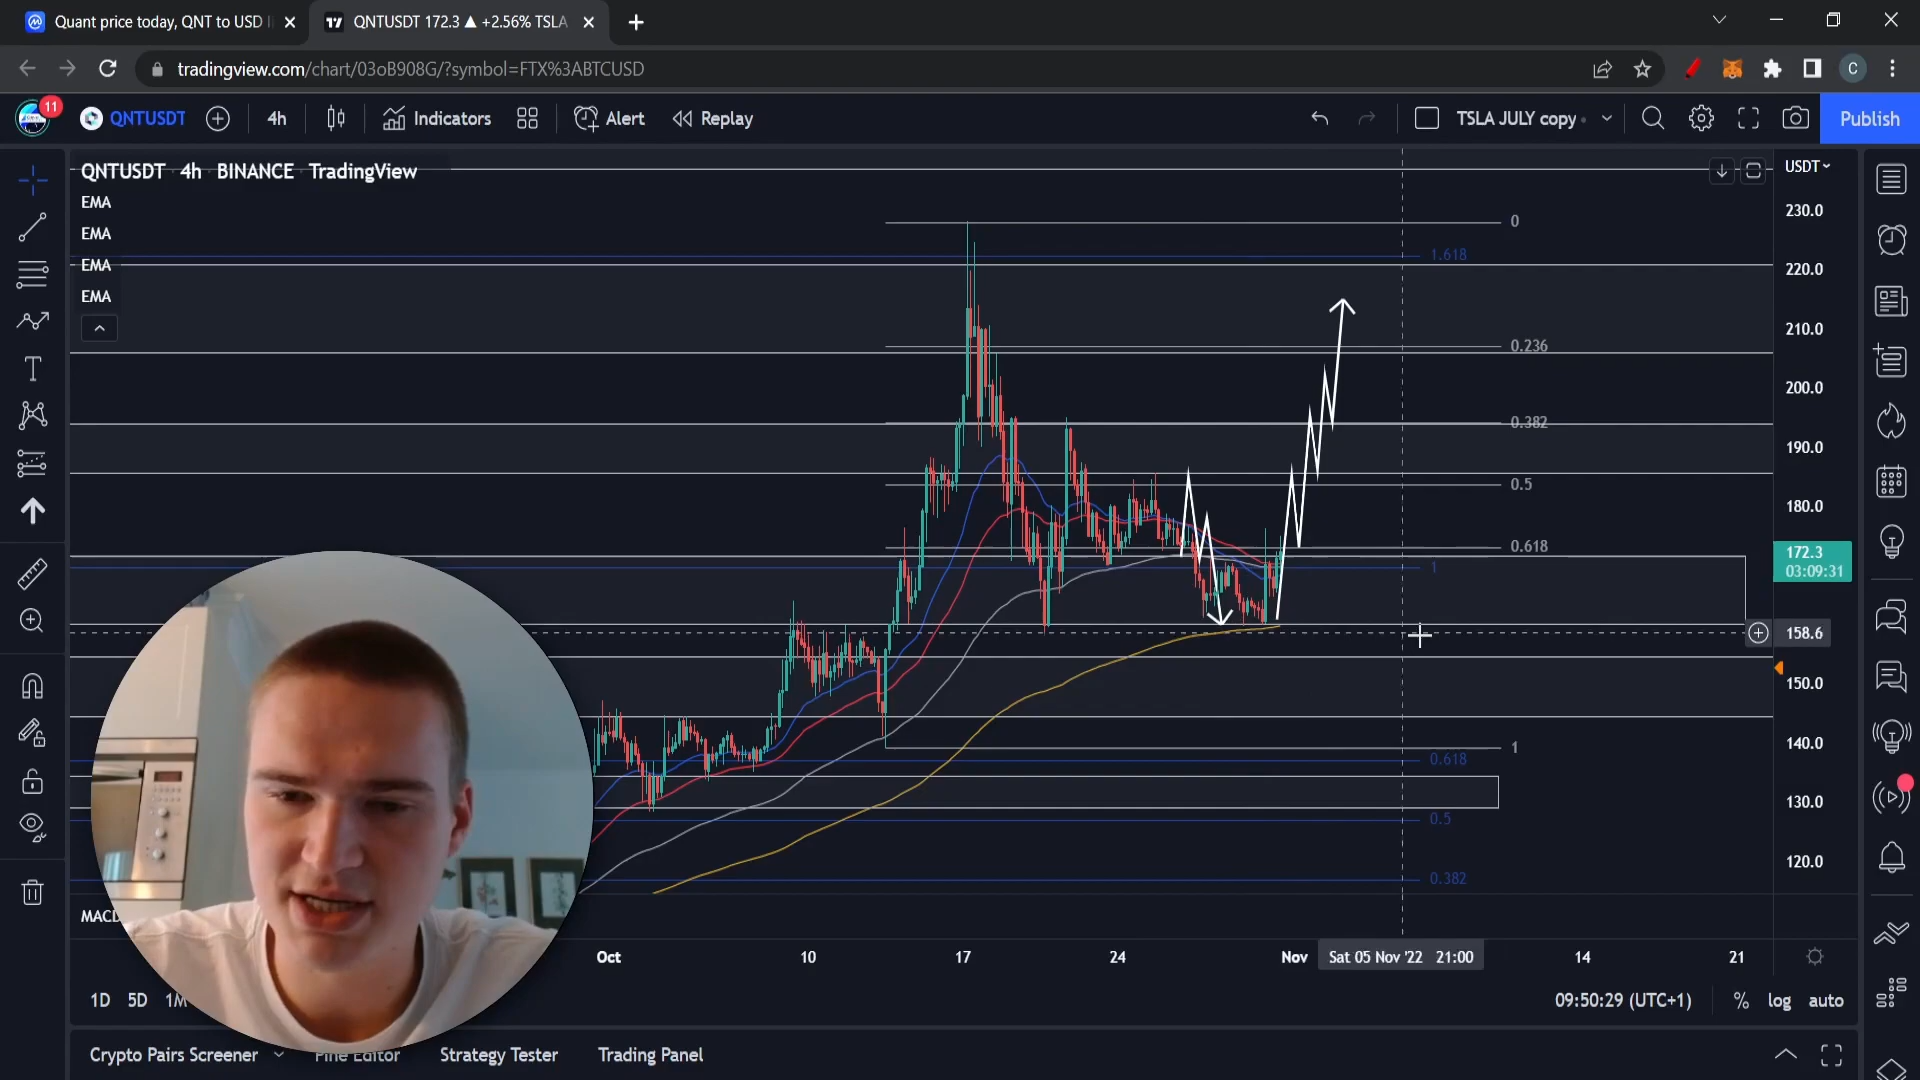 Quant price today, QNT to USD
QNTUSDT 172.3 ▲ +2.56% TSLA
tradingview.com/chart/03oB908G/?symbol=FTX%3ABTCUSD
C
11
QNTUSDT
4h
Indicators
Alert
Replay
TSLA JULY copy
Publish
QNTUSDT 4h BINANCE TradingView
USDT
EMA
EMA
EMA
EMA
230.0
220.0
210.0
200.0
190.0
180.0
172.3
03:09:31
158.6
150.0
140.0
130.0
120.0
0
1.618
0.236
0.382
0.5
0.618
1
1
0.618
0.5
0.382
Oct
10
17
24
Nov
Sat 05 Nov '22 21:00
14
21
1D
5D
1M
09:50:29 (UTC+1)
%
log
auto
Crypto Pairs Screener
Pine Editor
Strategy Tester
Trading Panel